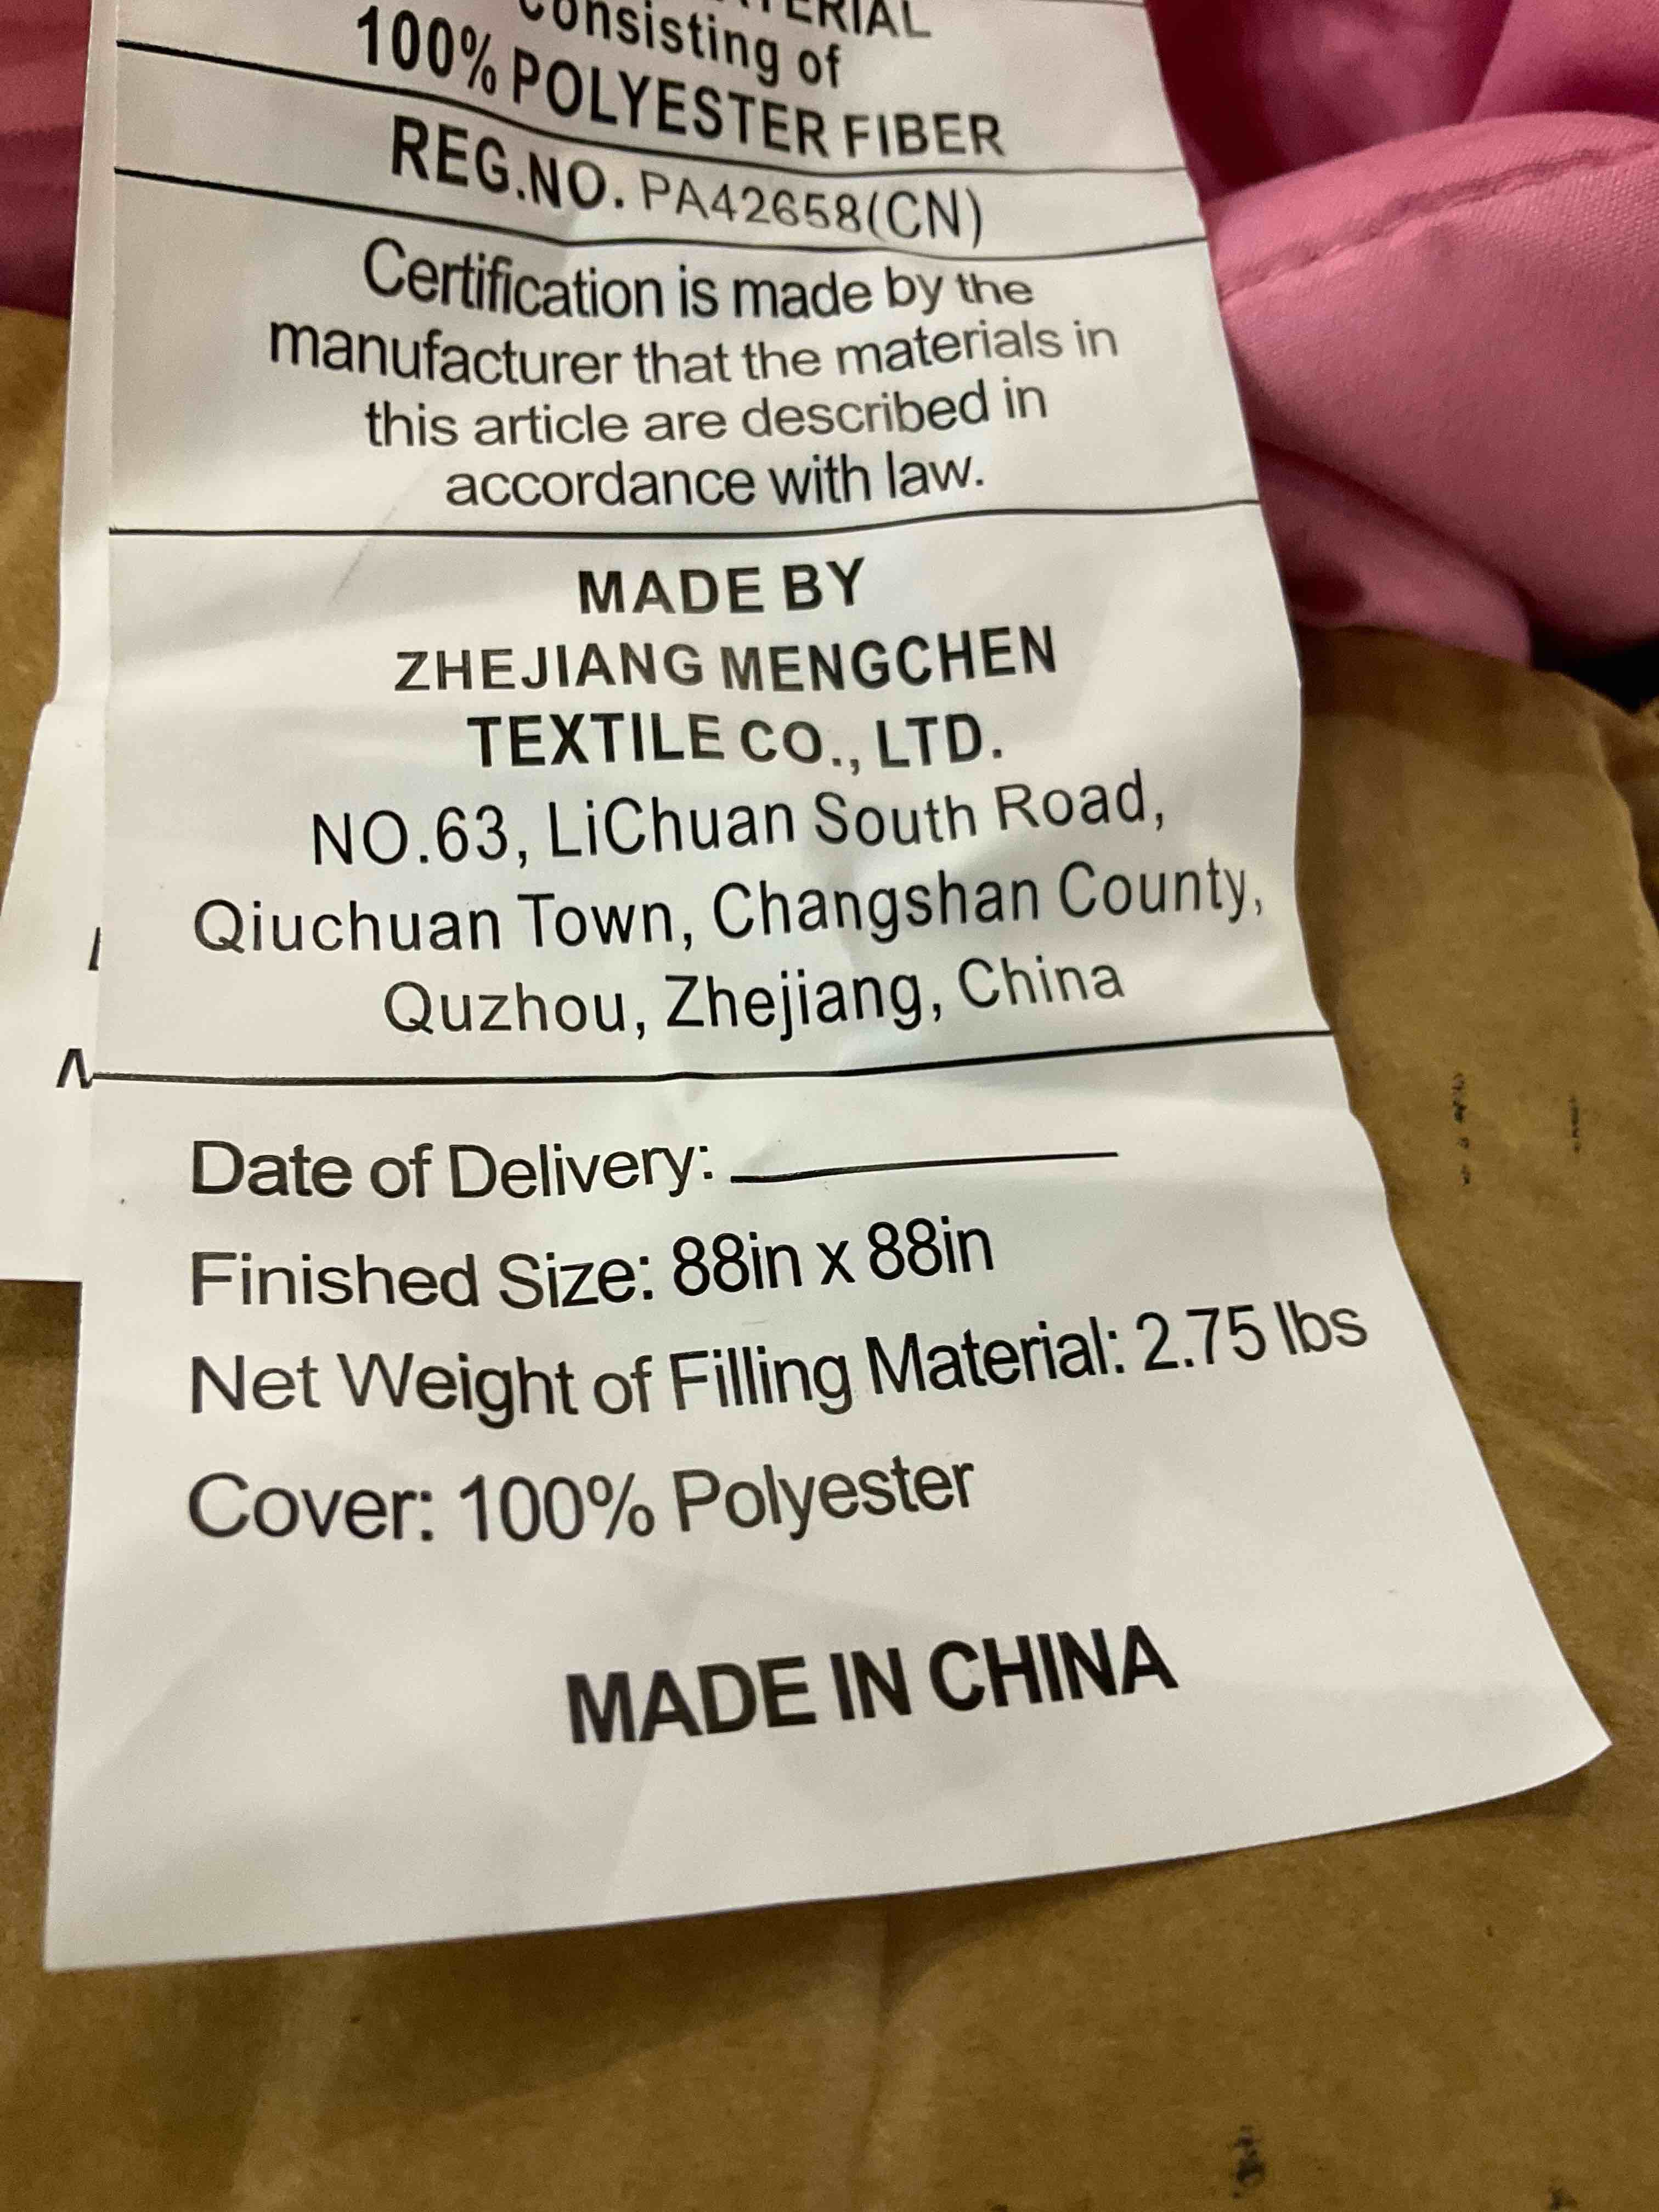 Consisting of
100% POLYESTER FIBER
REG.NO. PA42658(CN)
Certification is made by the
manufacturer that the materials in
this article are described in
accordance with law.
MADE BY
ZHEJIANG MENGCHEN
TEXTILE CO., LTD.
NO.63, LiChuan South Road,
Qiuchuan Town, Changshan County,
Quzhou, Zhejiang, China
Date of Delivery:
Finished Size: 88in x 88in
Net Weight of Filling Material: 2.75 lbs
Cover: 100% Polyester
MADE IN CHINA